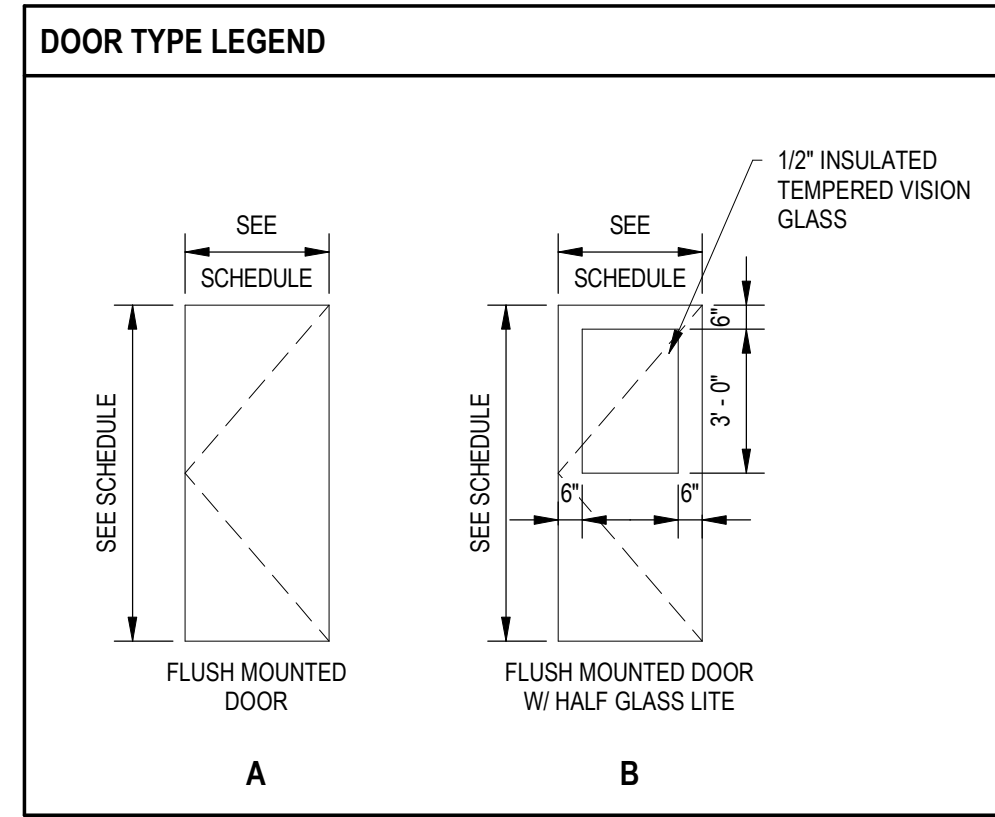 DOOR TYPE LEGEND
1/2" INSULATED
TEMPERED VISION
GLASS
SEE
SCHEDULE
SEE SCHEDULE
FLUSH MOUNTED
DOOR
A
SEE
SCHEDULE
6"
3' - 0"
SEE SCHEDULE
6"
6"
FLUSH MOUNTED DOOR
W/ HALF GLASS LITE
B